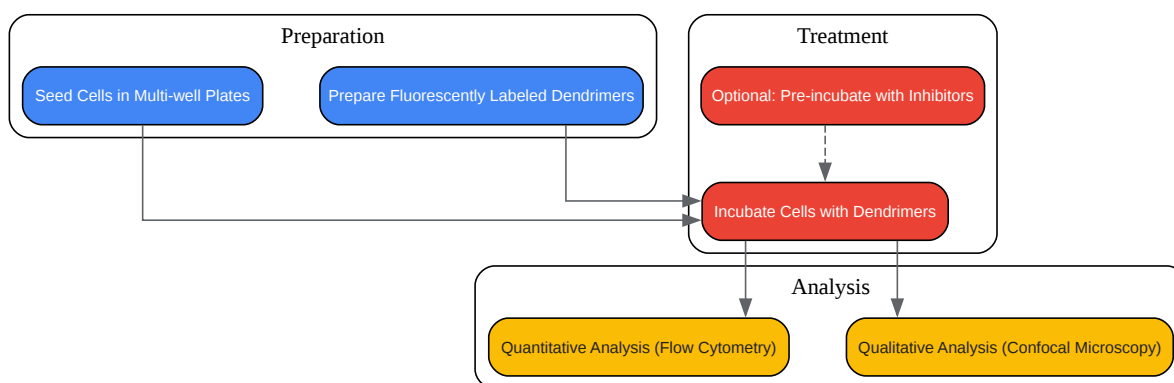 Preparation
Seed Cells in Multi-well Plates
Prepare Fluorescently Labeled Dendrimers
Treatment
Optional: Pre-incubate with Inhibitors
Incubate Cells with Dendrimers
Analysis
Quantitative Analysis (Flow Cytometry)
Qualitative Analysis (Confocal Microscopy)